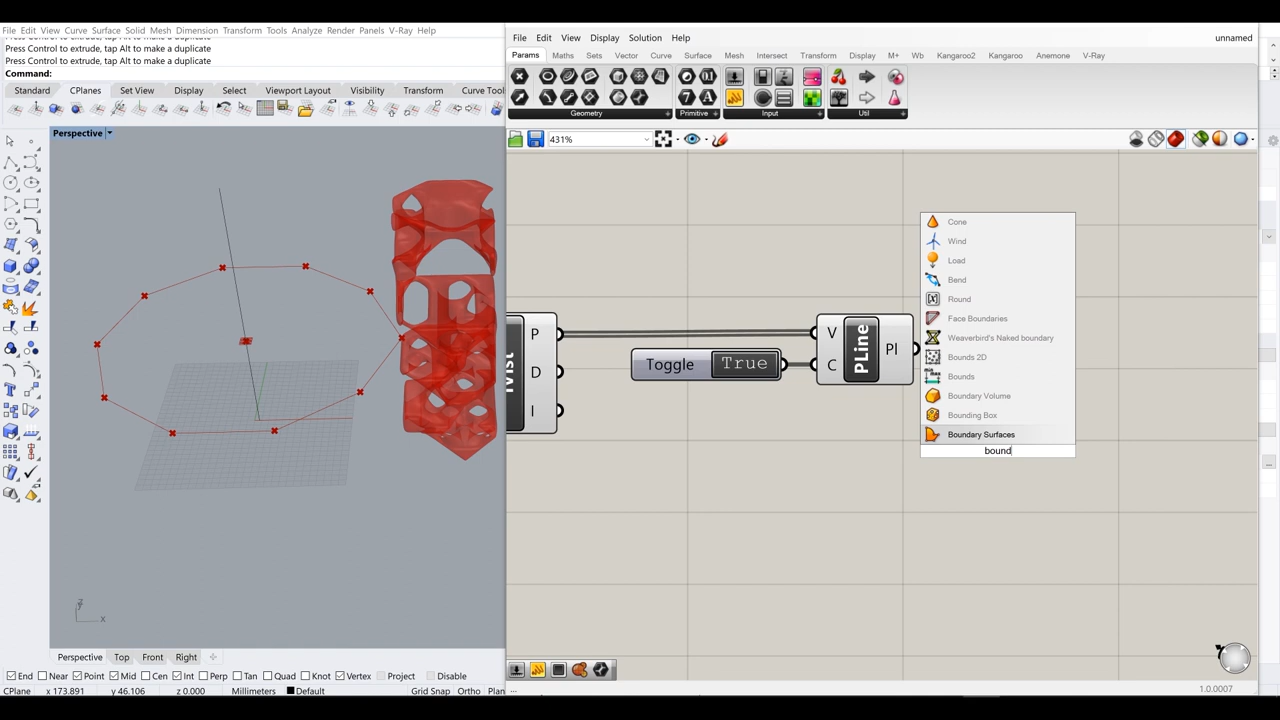 File Edit View Curve Surface Solid Mesh Dimension Transform Tools Analyze Render Panels V-Ray Help
Press Control to extrude, tap Alt to make a duplicate
Press Control to extrude, tap Alt to make a duplicate
Command:
Standard CPlanes Set View Display Select Viewport Layout Visibility Transform Curve Tool
Perspective
z
x
Perspective Top Front Right
End Near Point Mid Cen Int Perp Tan Quad Knot Vertex Project Disable
CPlane x 173.891 y 46.106 z 0.000 Millimeters Default Grid Snap Ortho Plan
File Edit View Display Solution Help unnamed
Params Maths Sets Vector Curve Surface Mesh Intersect Transform Display M+ Wb Kangaroo2 Kangaroo Anemone V-Ray
Geometry Primitive Input Util
431%
P
D
I
Toggle True
V
C
PLine
Pl
Cone
Wind
Load
Bend
Round
Face Boundaries
Weaverbird's Naked boundary
Bounds 2D
Bounds
Boundary Volume
Bounding Box
Boundary Surfaces
bound
...
1.0.0007